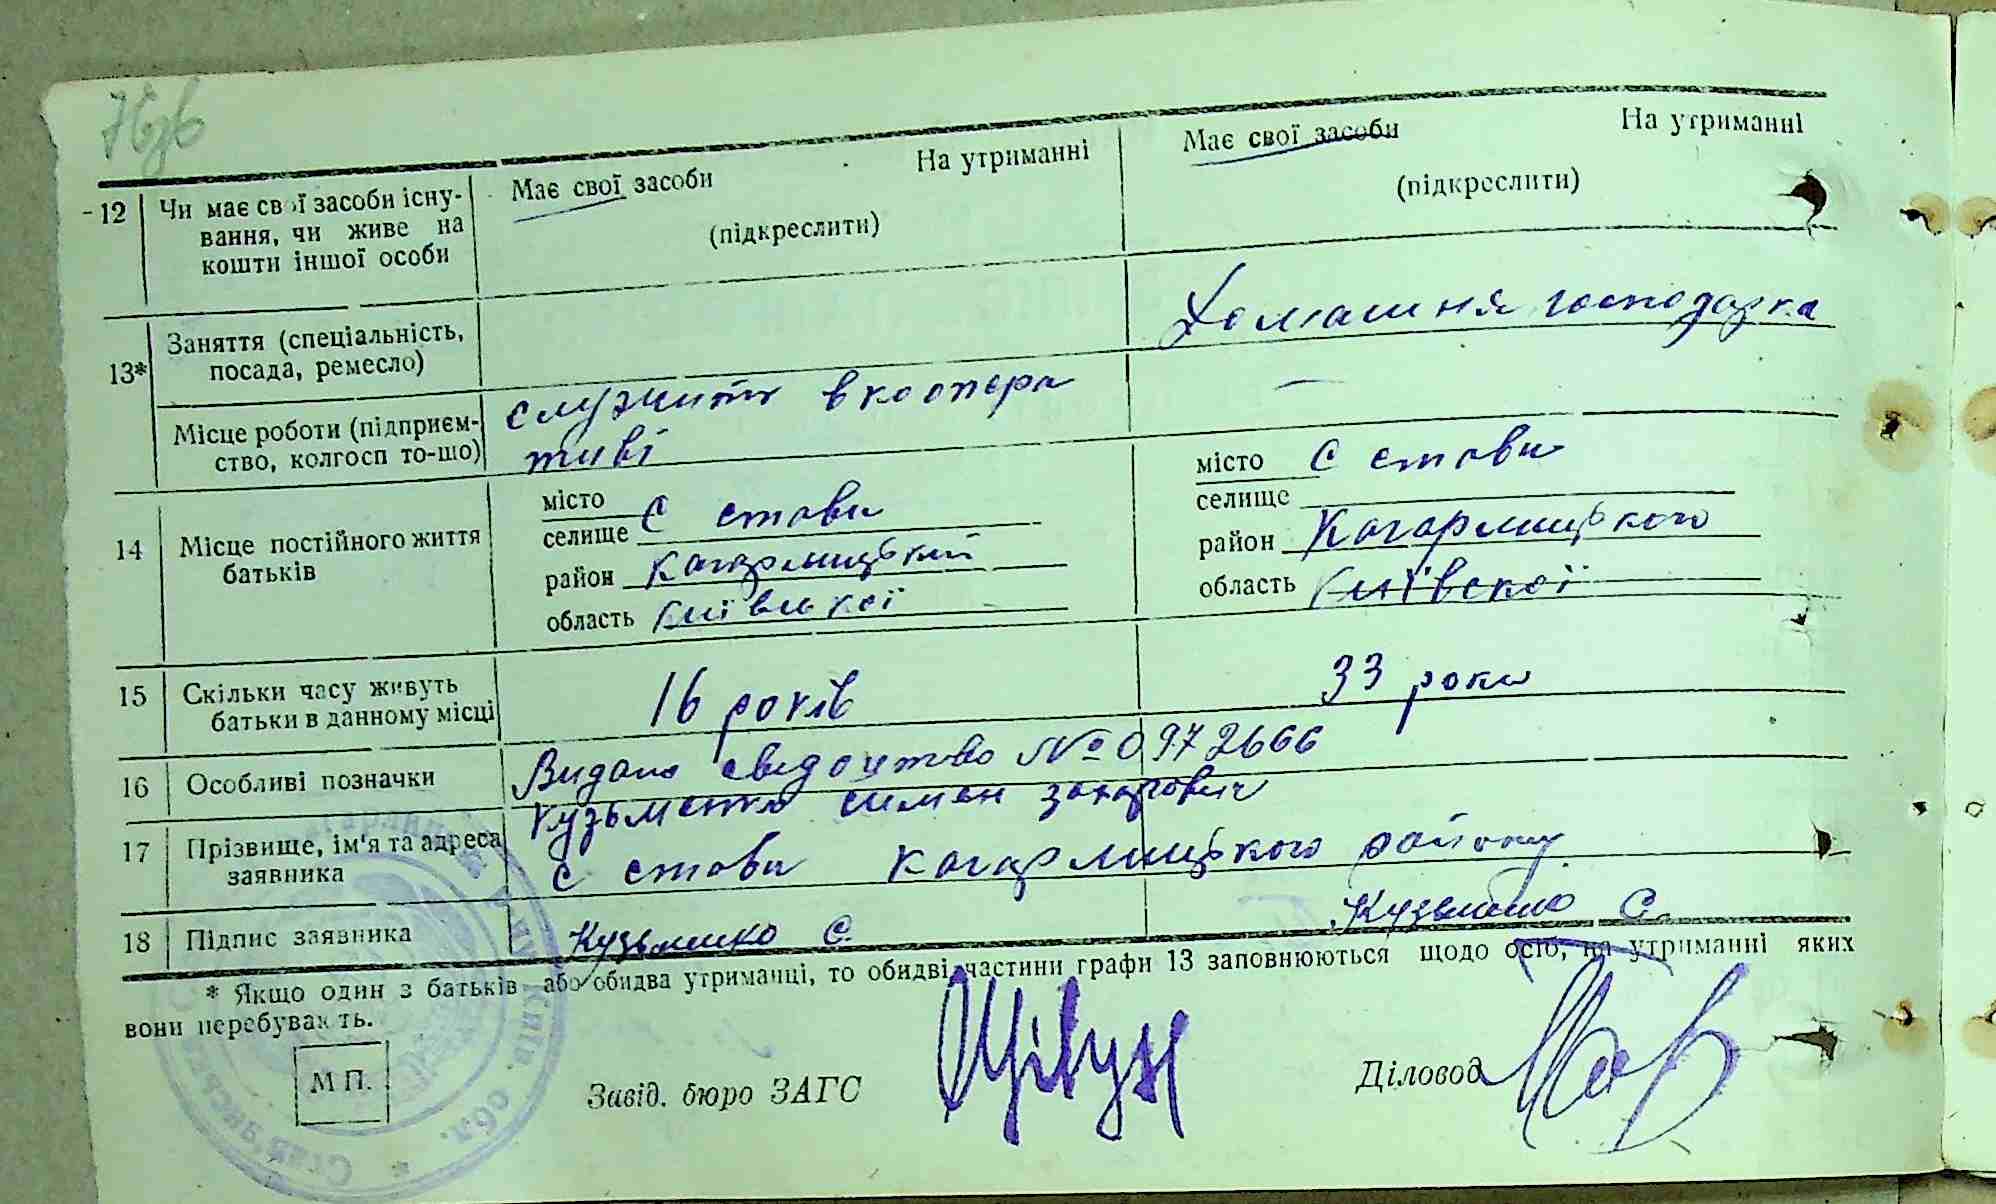 Має свої засоби На утриманні Має свої засоби На утриманні
(підкреслити) (підкреслити)
12 Чи має свої засоби існу-
вання, чи живе на
кошти іншої особи
Домашня господарка
13* Заняття (спеціальність,
посада, ремесло)
Місце роботи (підприєм- служить в коопера —
ство, колгосп то-що) тиві
14 Місце постійного життя
батьків
місто С стави місто С стави
селище селище
район Кагарлицький район Кагарлицького
область Київської область Київскої
15 Скільки часу живуть
батьки в данному місці 16 років 33 роки
16 Особливі позначки Видано свидоцтво № 0972666
17 Прізвище, ім'я та адреса Кузьменко Симон Захарович
заявника с стави Кагарлицького району
18 Підпис заявника Кузьменко С. Кузьменко С.
* Якщо один з батьків або обидва утриманці, то обидві частини графи 13 заповнюються щодо осіб, на утриманні яких
вони перебувають.
М П.
Завід. бюро ЗАГС Діловод